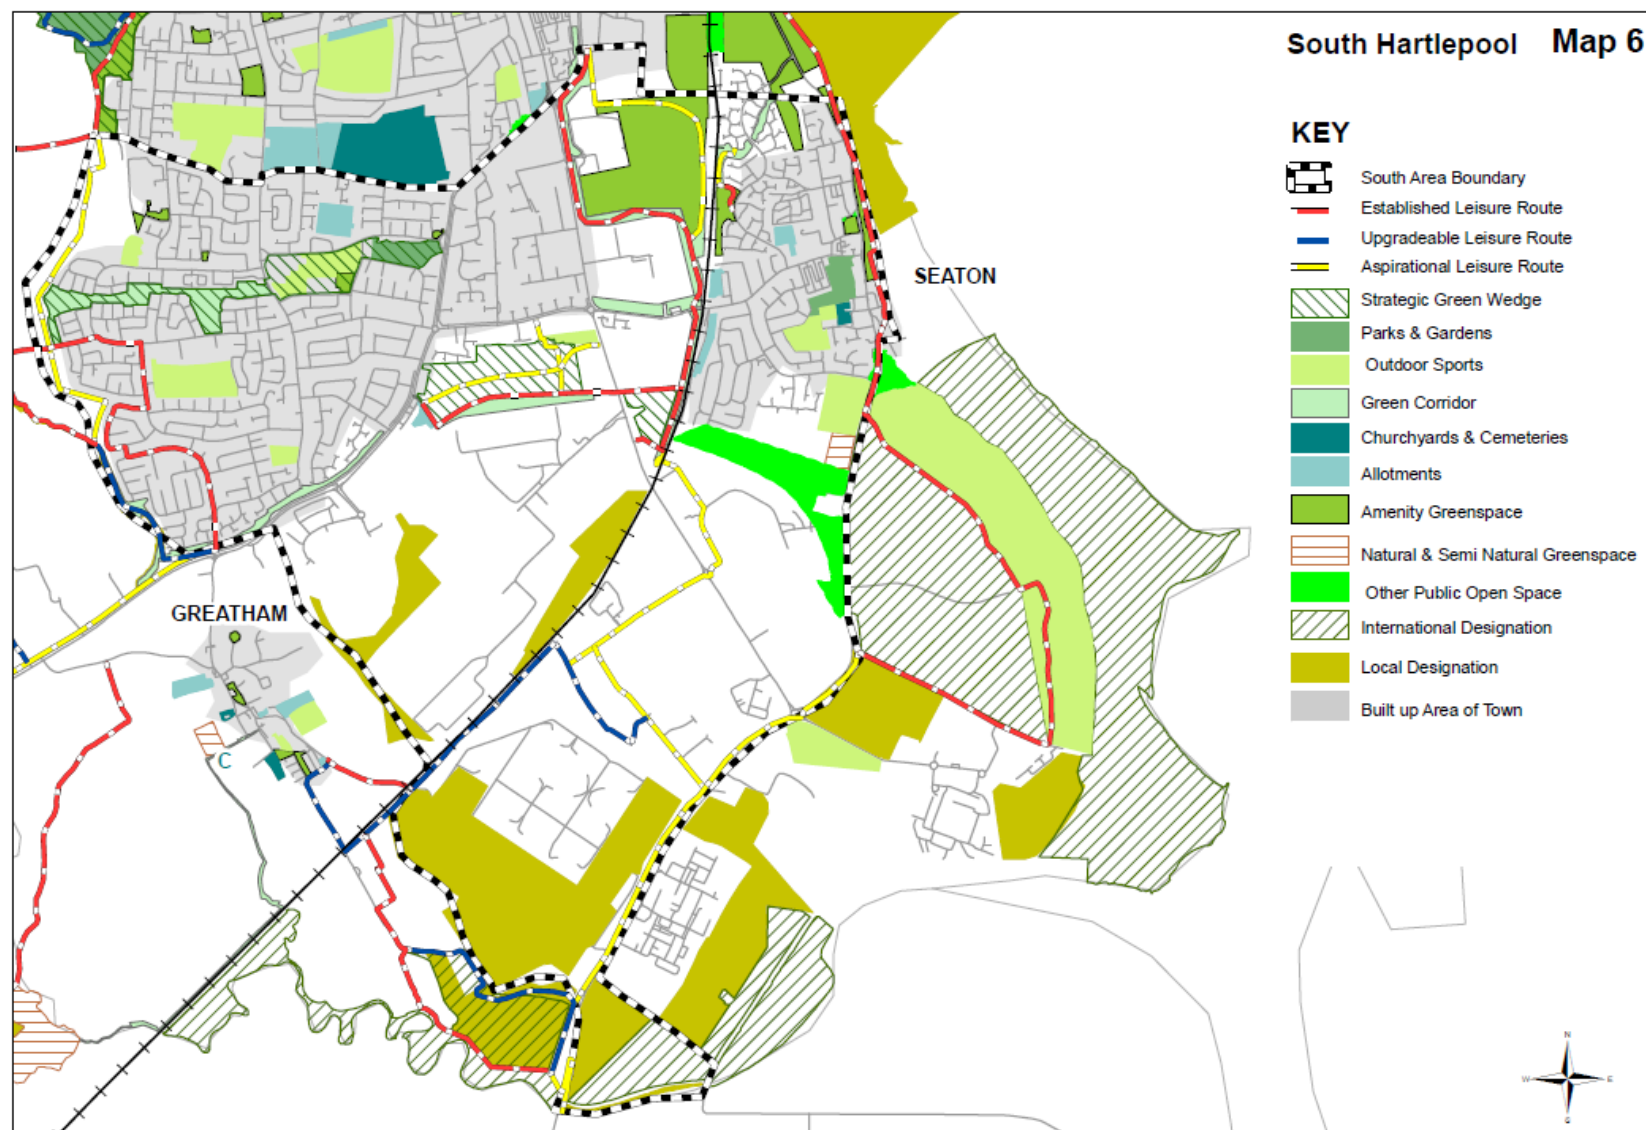 South Hartlepool Map 6
KEY
South Area Boundary
Established Leisure Route
Upgradeable Leisure Route
Aspirational Leisure Route
Strategic Green Wedge
Parks & Gardens
Outdoor Sports
Green Corridor
Churchyards & Cemeteries
Allotments
Amenity Greenspace
Natural & Semi Natural Greenspace
Other Public Open Space
International Designation
Local Designation
Built up Area of Town
SEATON
GREATHAM
C
N
W E
S